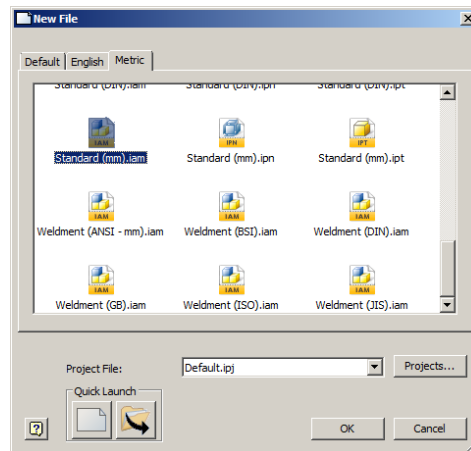 New File
Default English Metric
Standard (DIN).iam Standard (DIN).ipn Standard (DIN).ipt
IAM IPN IPT
Standard (mm).iam Standard (mm).ipn Standard (mm).ipt
IAM IAM IAM
Weldment (ANSI - mm).iam Weldment (BSI).iam Weldment (DIN).iam
IAM IAM IAM
Weldment (GB).iam Weldment (ISO).iam Weldment (JIS).iam
Project File: Default.ipj Projects...
Quick Launch
OK Cancel